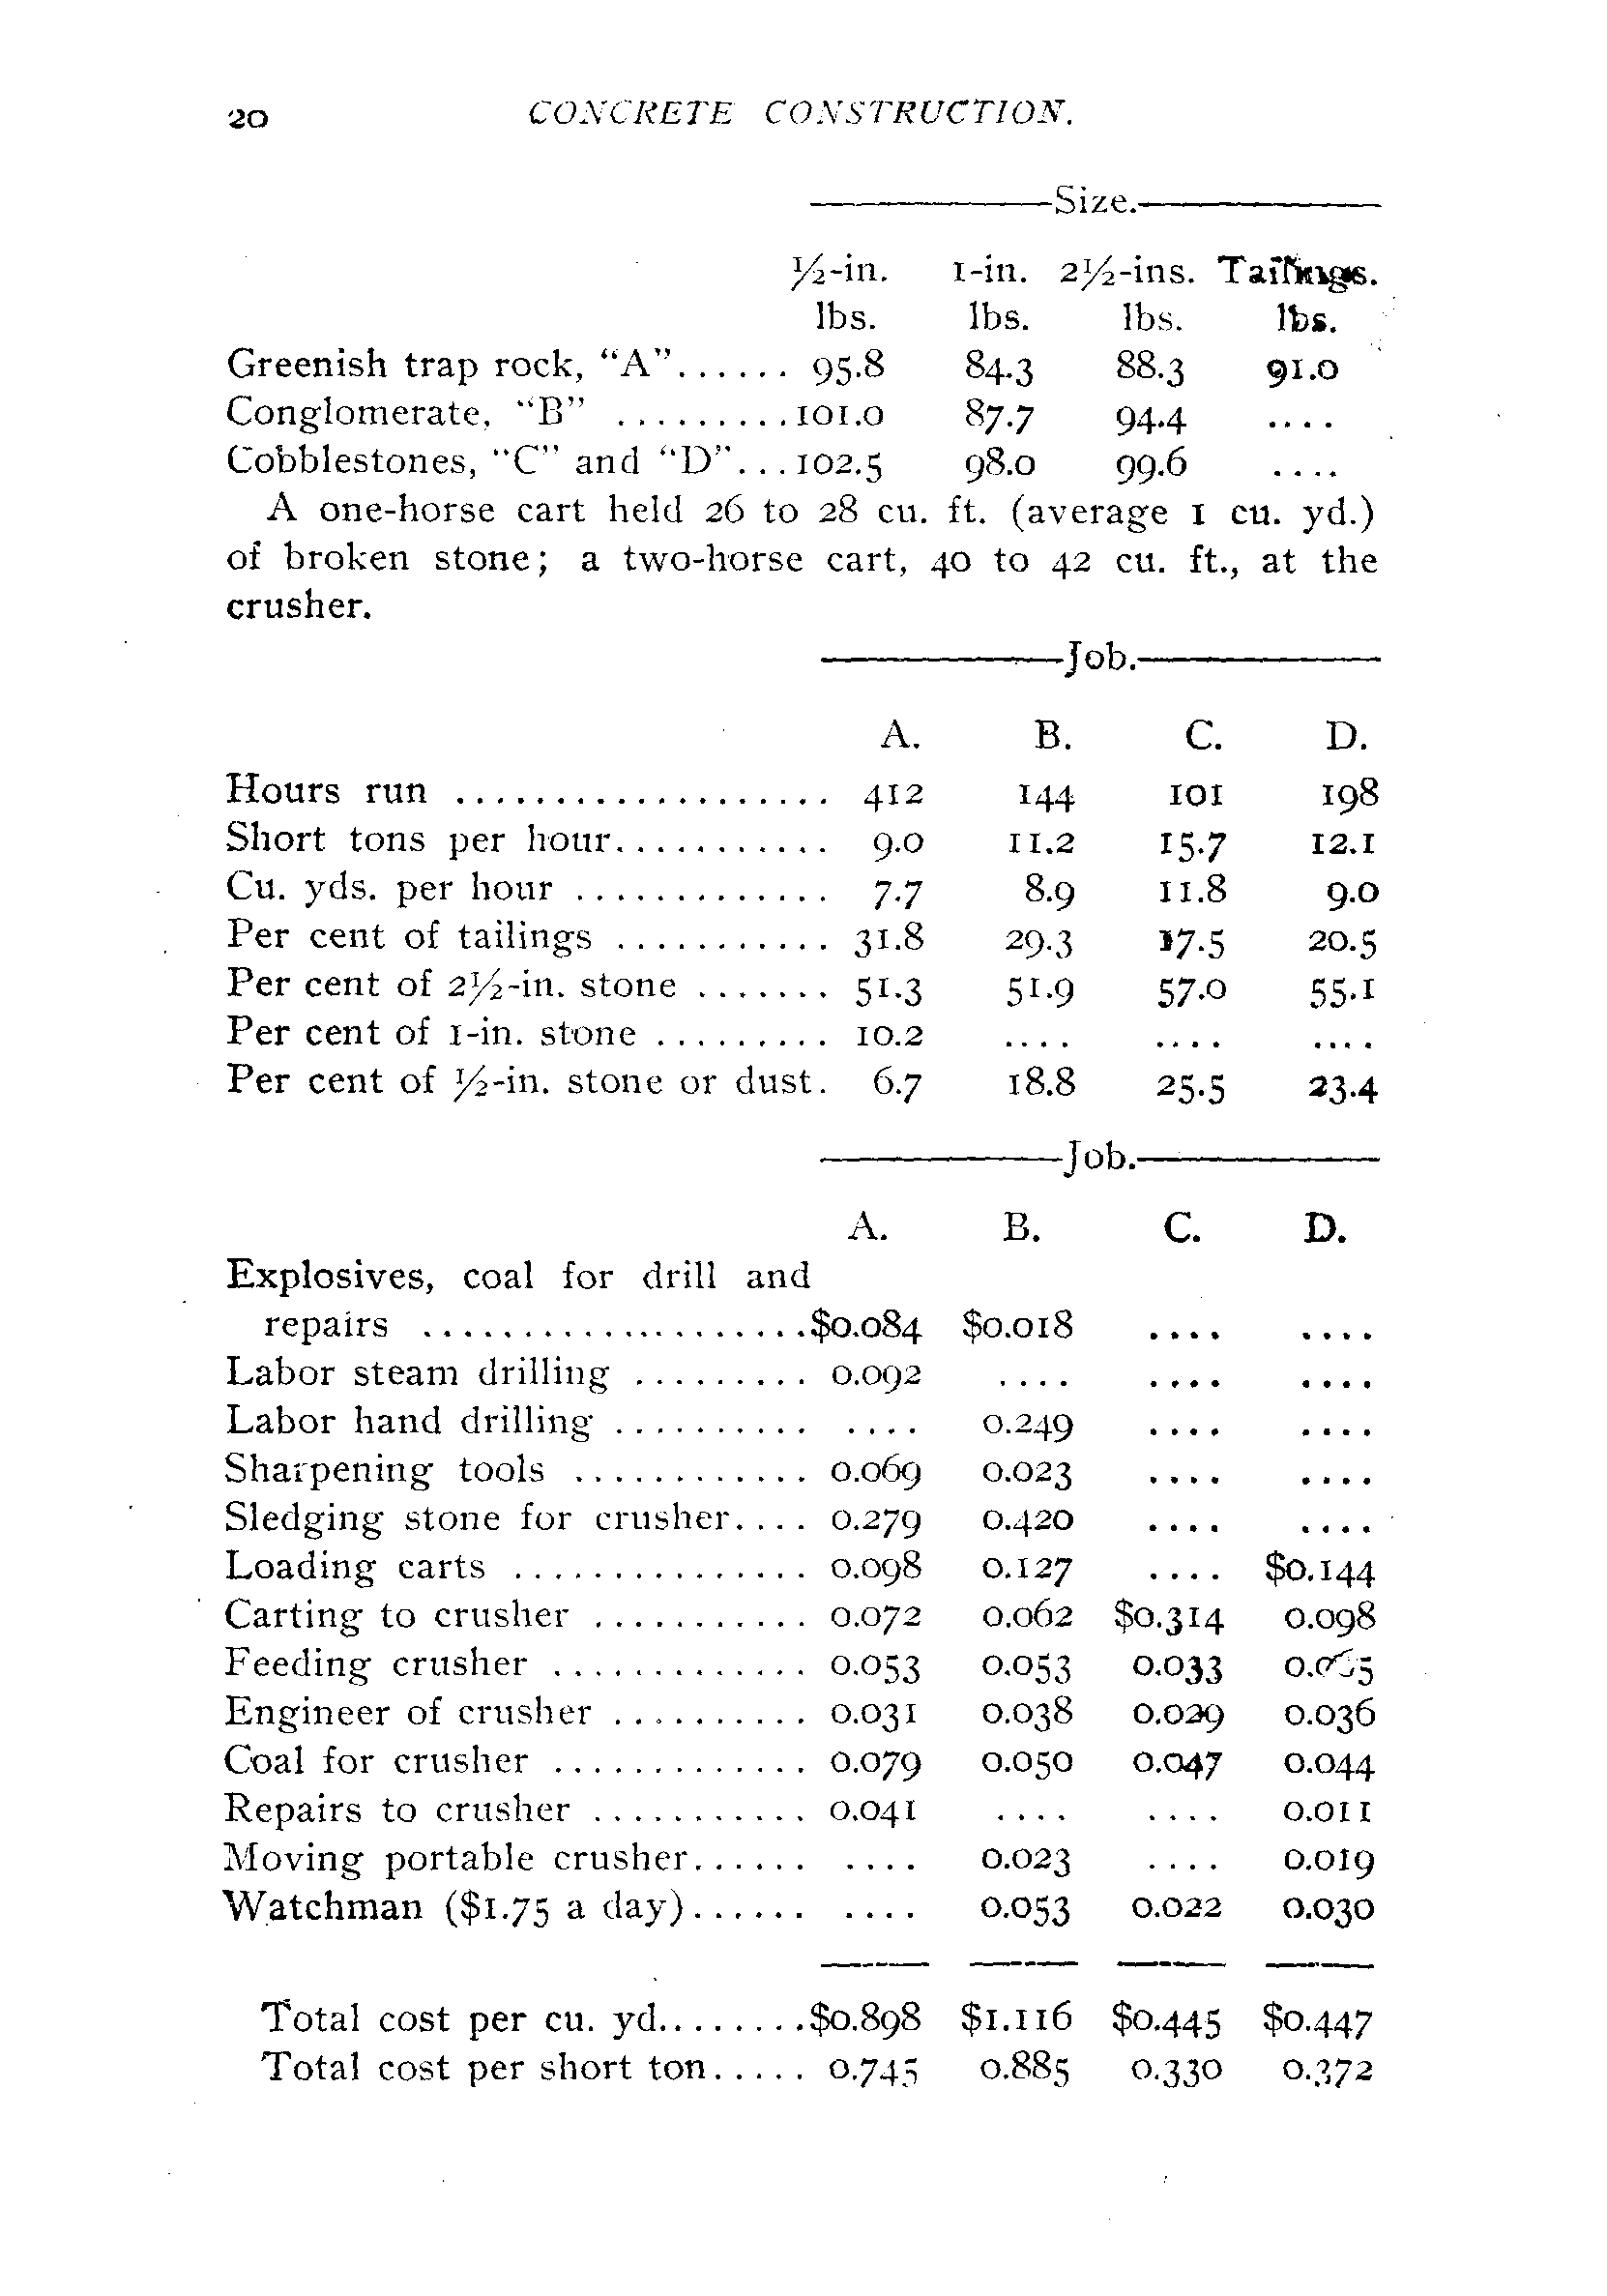 20 CONCRETE CONSTRUCTION.
Size.
½-in. 1-in. 2½-ins. Tailings.
lbs. lbs. lbs. lbs.
Greenish trap rock, "A"...... 95.8 84.3 88.3 91.0
Conglomerate, "B" .........101.0 87.7 94.4 ....
Cobblestones, "C" and "D"...102.5 98.0 99.6 ....
A one-horse cart held 26 to 28 cu. ft. (average 1 cu. yd.)
of broken stone; a two-horse cart, 40 to 42 cu. ft., at the
crusher.
Job.
A. B. C. D.
Hours run ................... 412 144 101 198
Short tons per hour........... 9.0 11.2 15.7 12.1
Cu. yds. per hour ............. 7.7 8.9 11.8 9.0
Per cent of tailings ........... 31.8 29.3 17.5 20.5
Per cent of 2½-in. stone ....... 51.3 51.9 57.0 55.1
Per cent of 1-in. stone ......... 10.2 .... .... ....
Per cent of ½-in. stone or dust. 6.7 18.8 25.5 23.4
Job.
A. B. C. D.
Explosives, coal for drill and
repairs ....................$0.084 $0.018 .... ....
Labor steam drilling ......... 0.092 .... .... ....
Labor hand drilling .......... .... 0.249 .... ....
Sharpening tools ............ 0.069 0.023 .... ....
Sledging stone for crusher.... 0.279 0.420 .... ....
Loading carts ............... 0.098 0.127 .... $0.144
Carting to crusher ........... 0.072 0.062 $0.314 0.098
Feeding crusher ............. 0.053 0.053 0.033 0.065
Engineer of crusher .......... 0.031 0.038 0.029 0.036
Coal for crusher ............. 0.079 0.050 0.047 0.044
Repairs to crusher ........... 0.041 .... .... 0.011
Moving portable crusher...... .... 0.023 .... 0.019
Watchman ($1.75 a day)...... .... 0.053 0.022 0.030
Total cost per cu. yd........$0.898 $1.116 $0.445 $0.447
Total cost per short ton..... 0.745 0.885 0.330 0.372